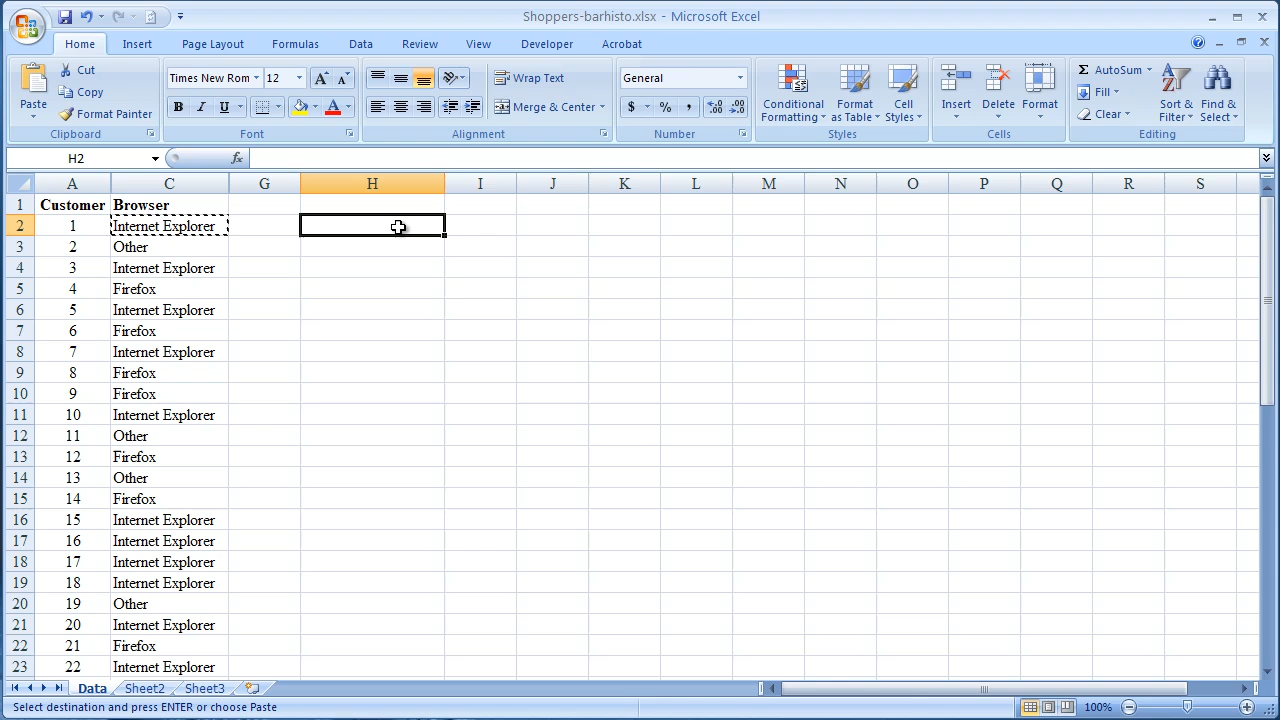 Shoppers-barhisto.xlsx - Microsoft Excel
Home Insert Page Layout Formulas Data Review View Developer Acrobat
Paste
Cut
Copy
Format Painter
Clipboard
Times New Rom 12
B I U
Font
Wrap Text
Merge & Center
Alignment
General
$ % ,
Number
Conditional Formatting
Format as Table
Cell Styles
Styles
Insert Delete Format
Cells
Σ AutoSum
Fill
Clear
Sort & Filter
Find & Select
Editing
H2 fx
A C G H I J K L M N O P Q R S
1 Customer Browser
2 1 Internet Explorer
3 2 Other
4 3 Internet Explorer
5 4 Firefox
6 5 Internet Explorer
7 6 Firefox
8 7 Internet Explorer
9 8 Firefox
10 9 Firefox
11 10 Internet Explorer
12 11 Other
13 12 Firefox
14 13 Other
15 14 Firefox
16 15 Internet Explorer
17 16 Internet Explorer
18 17 Internet Explorer
19 18 Internet Explorer
20 19 Other
21 20 Internet Explorer
22 21 Firefox
23 22 Internet Explorer
Data Sheet2 Sheet3
Select destination and press ENTER or choose Paste 100%